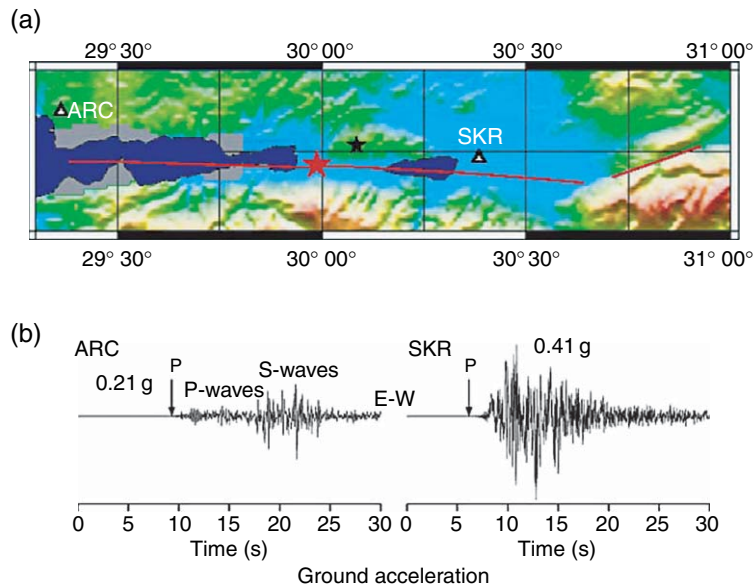 (a)
29° 30° 30° 00° 30° 30° 31° 00°
ARC
SKR
29° 30° 30° 00° 30° 30° 31° 00°
(b)
ARC SKR
0.21 g P P-waves S-waves E-W P 0.41 g
0 5 10 15 20 25 30 0 5 10 15 20 25 30
Time (s) Time (s)
Ground acceleration